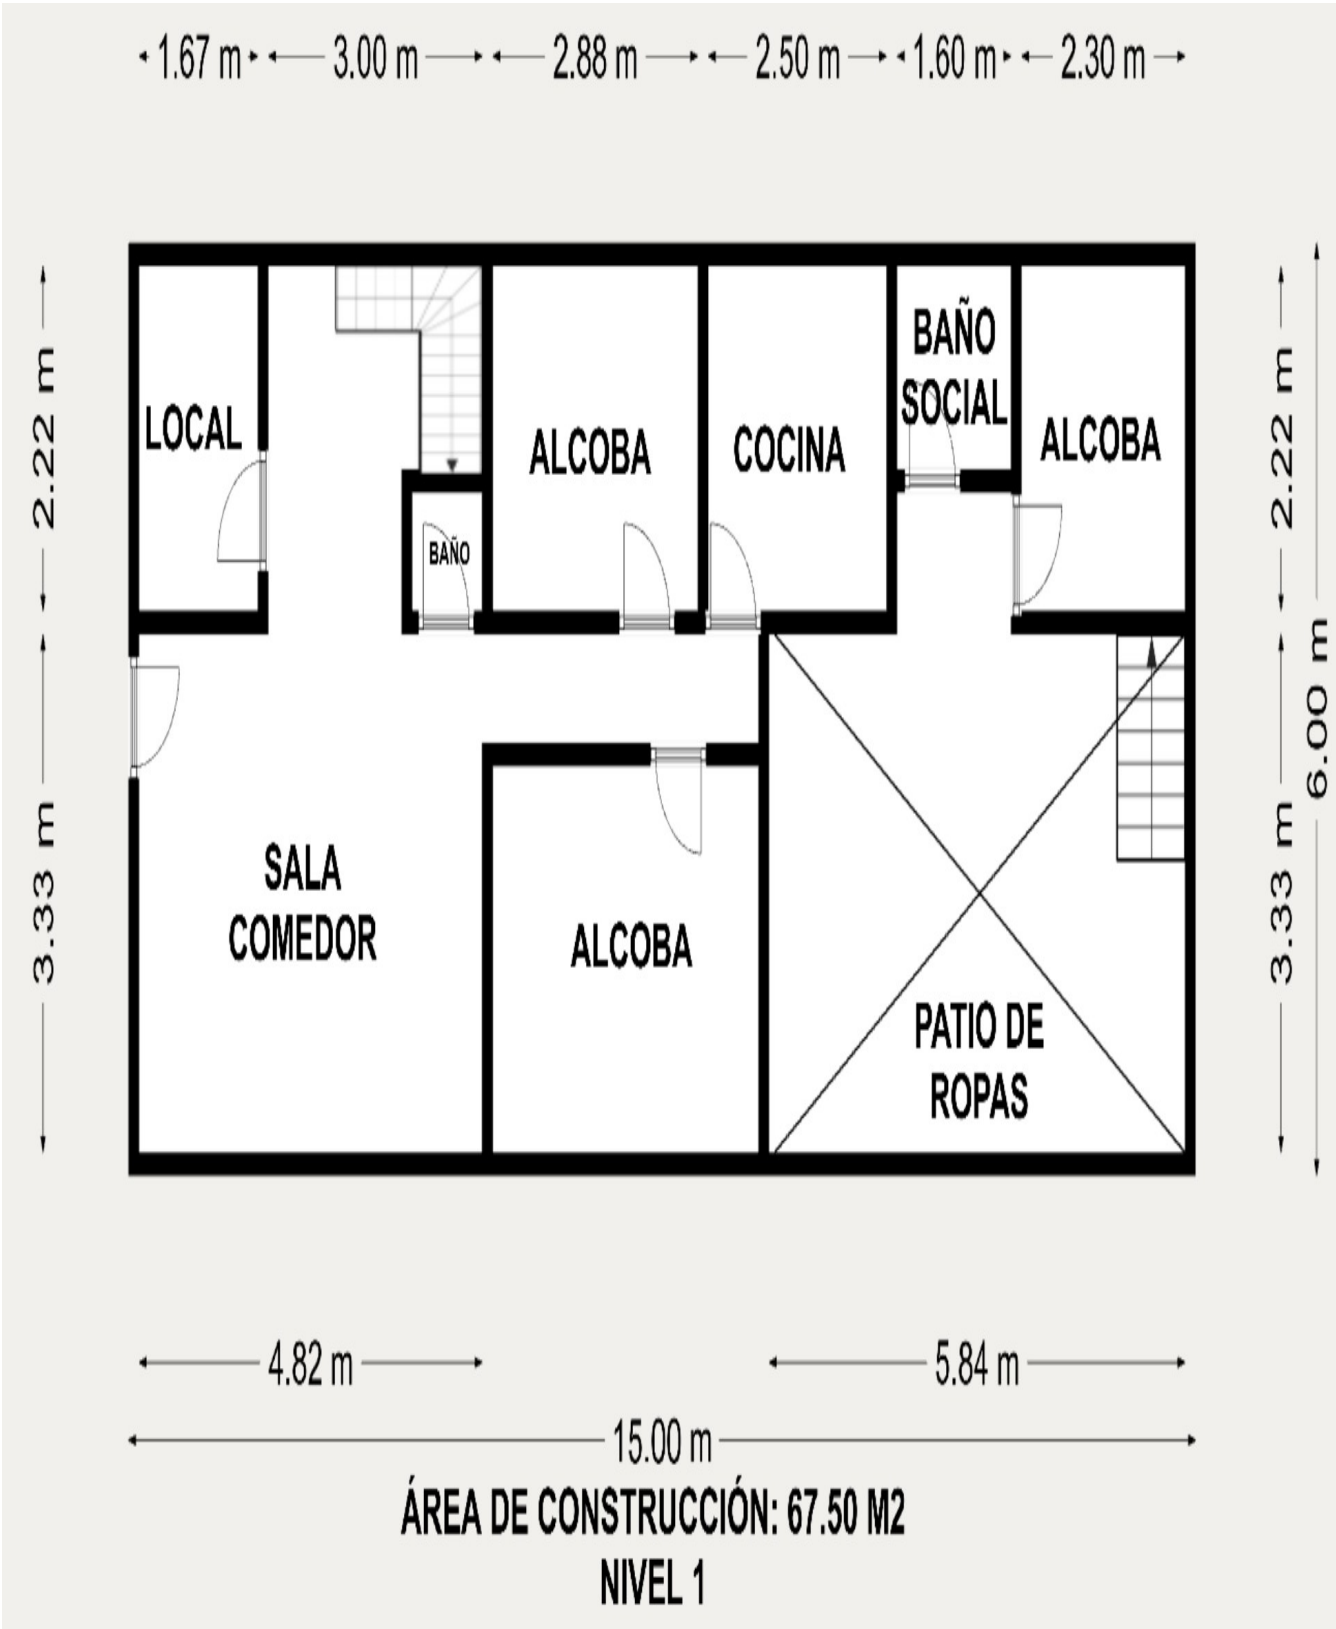 1.67 m
3.00 m
2.88 m
2.50 m
1.60 m
2.30 m
2.22 m
3.33 m
LOCAL
BAÑO
ALCOBA
COCINA
BAÑO
SOCIAL
ALCOBA
SALA
COMEDOR
ALCOBA
PATIO DE
ROPAS
2.22 m
3.33 m
6.00 m
4.82 m
5.84 m
15.00 m
ÁREA DE CONSTRUCCIÓN: 67.50 M2
NIVEL 1